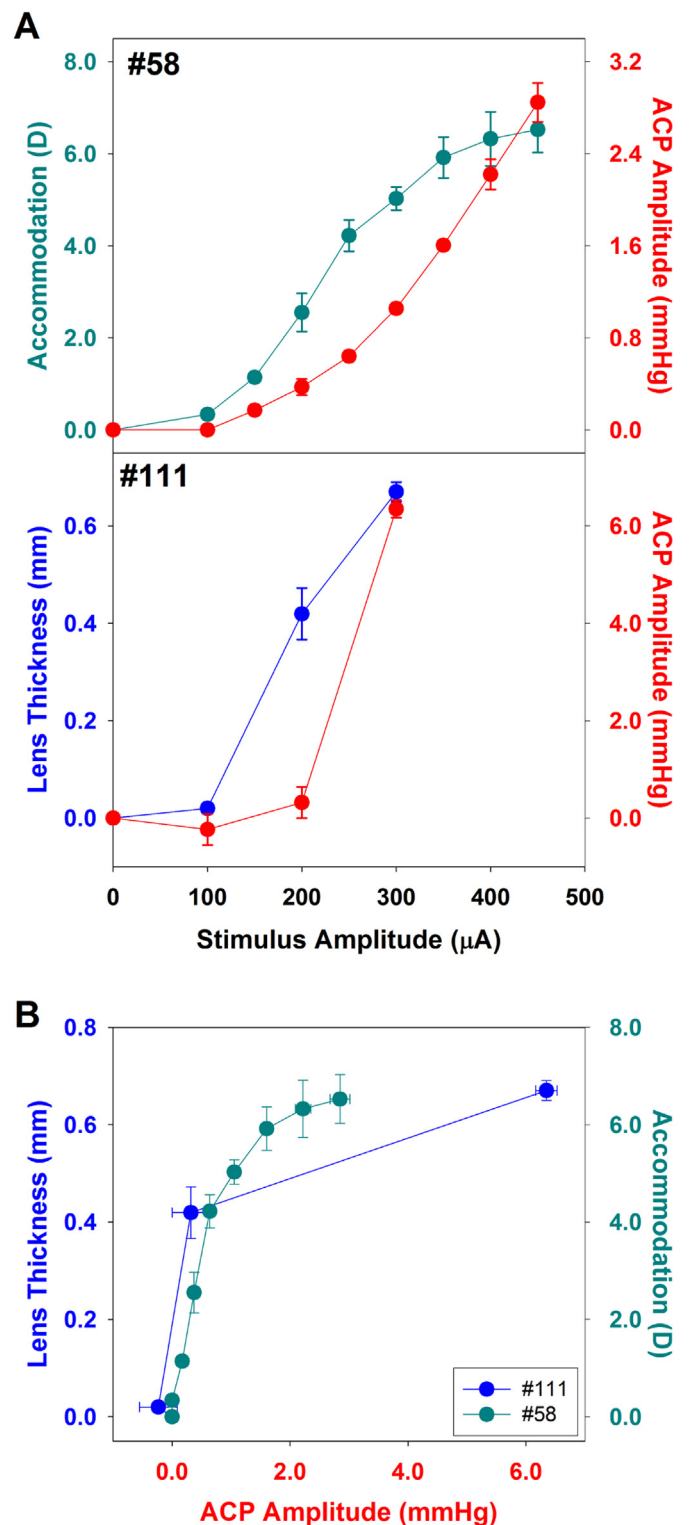 A
#58
8.0
6.0
4.0
2.0
0.0
Accommodation (D)
3.2
2.4
1.6
0.8
0.0
ACP Amplitude (mmHg)
#111
0.6
0.4
0.2
0.0
Lens Thickness (mm)
6.0
4.0
2.0
0.0
ACP Amplitude (mmHg)
0 100 200 300 400 500
Stimulus Amplitude (μA)
B
0.8
0.6
0.4
0.2
0.0
Lens Thickness (mm)
8.0
6.0
4.0
2.0
0.0
Accommodation (D)
#111
#58
0.0 2.0 4.0 6.0
ACP Amplitude (mmHg)